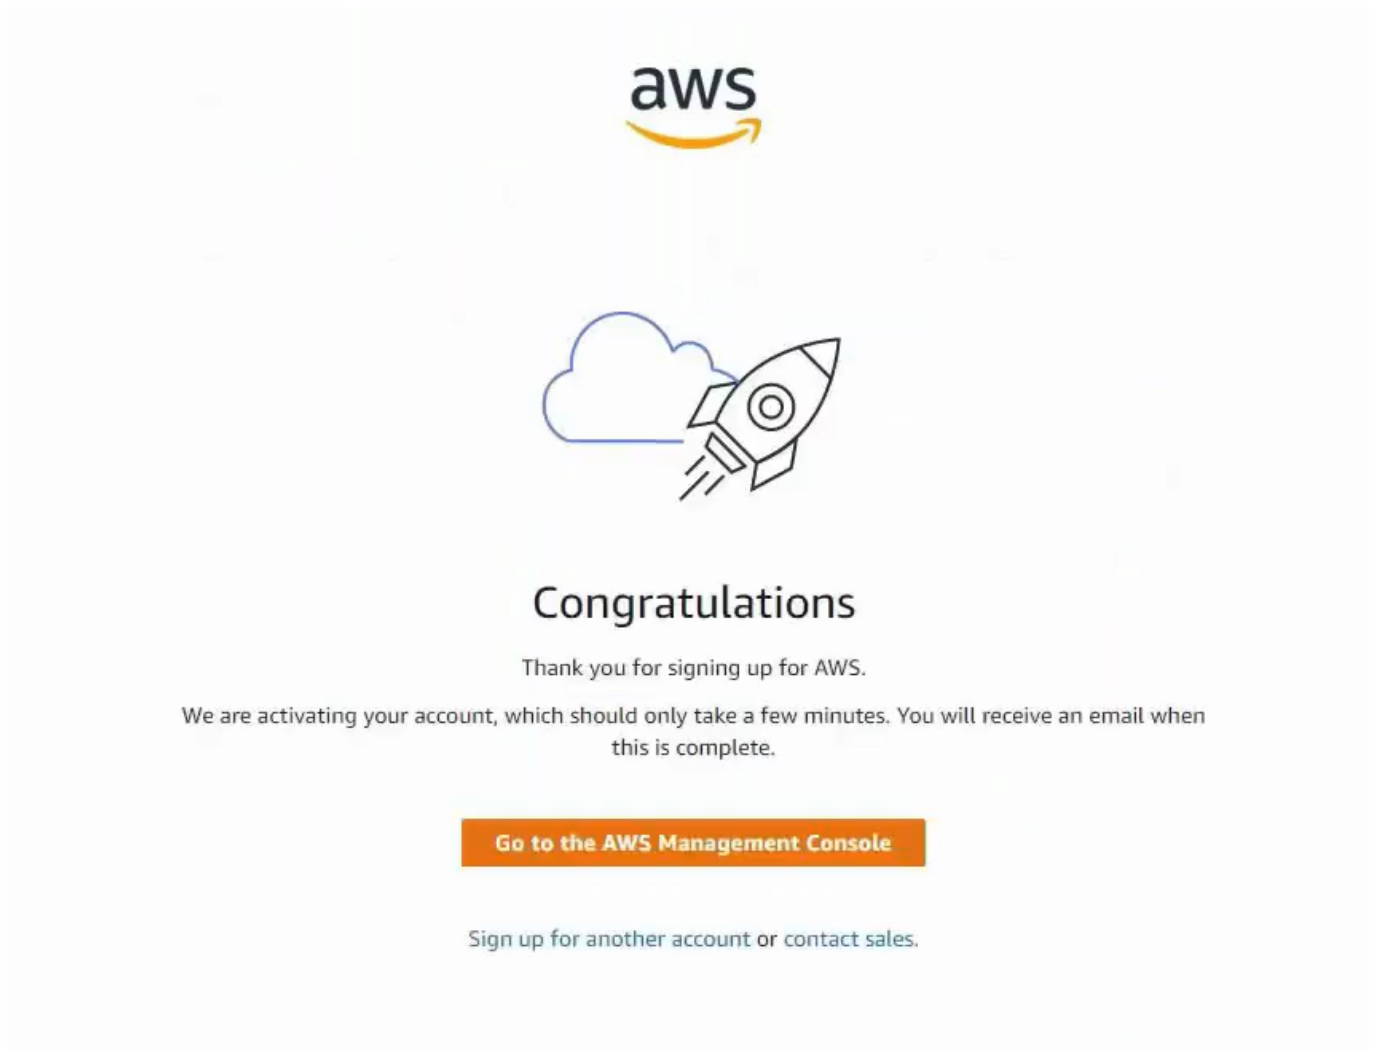 aws
Congratulations
Thank you for signing up for AWS.
We are activating your account, which should only take a few minutes. You will receive an email when
this is complete.
Go to the AWS Management Console
Sign up for another account or contact sales.